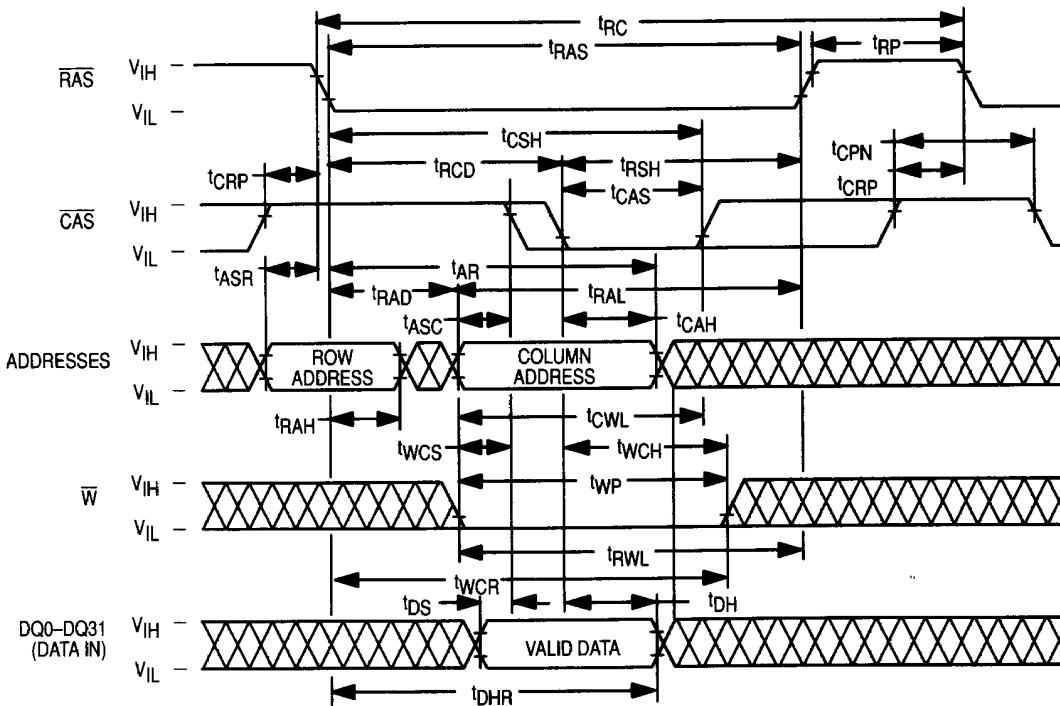 tRC
tRAS
tRP
RAS
VIH
VIL
tCSH
tCPN
tRCD
tRSH
tCRP
tCAS
tCRP
CAS
VIH
VIL
tASR
tAR
tRAD
tRAL
tASC
tCAH
ADDRESSES
VIH
VIL
ROW
ADDRESS
COLUMN
ADDRESS
tRAH
tCWL
tWCS
tWCH
W
VIH
VIL
tWP
tRWL
tWCR
tDS
tDH
DQ0–DQ31
(DATA IN)
VIH
VIL
VALID DATA
tDHR